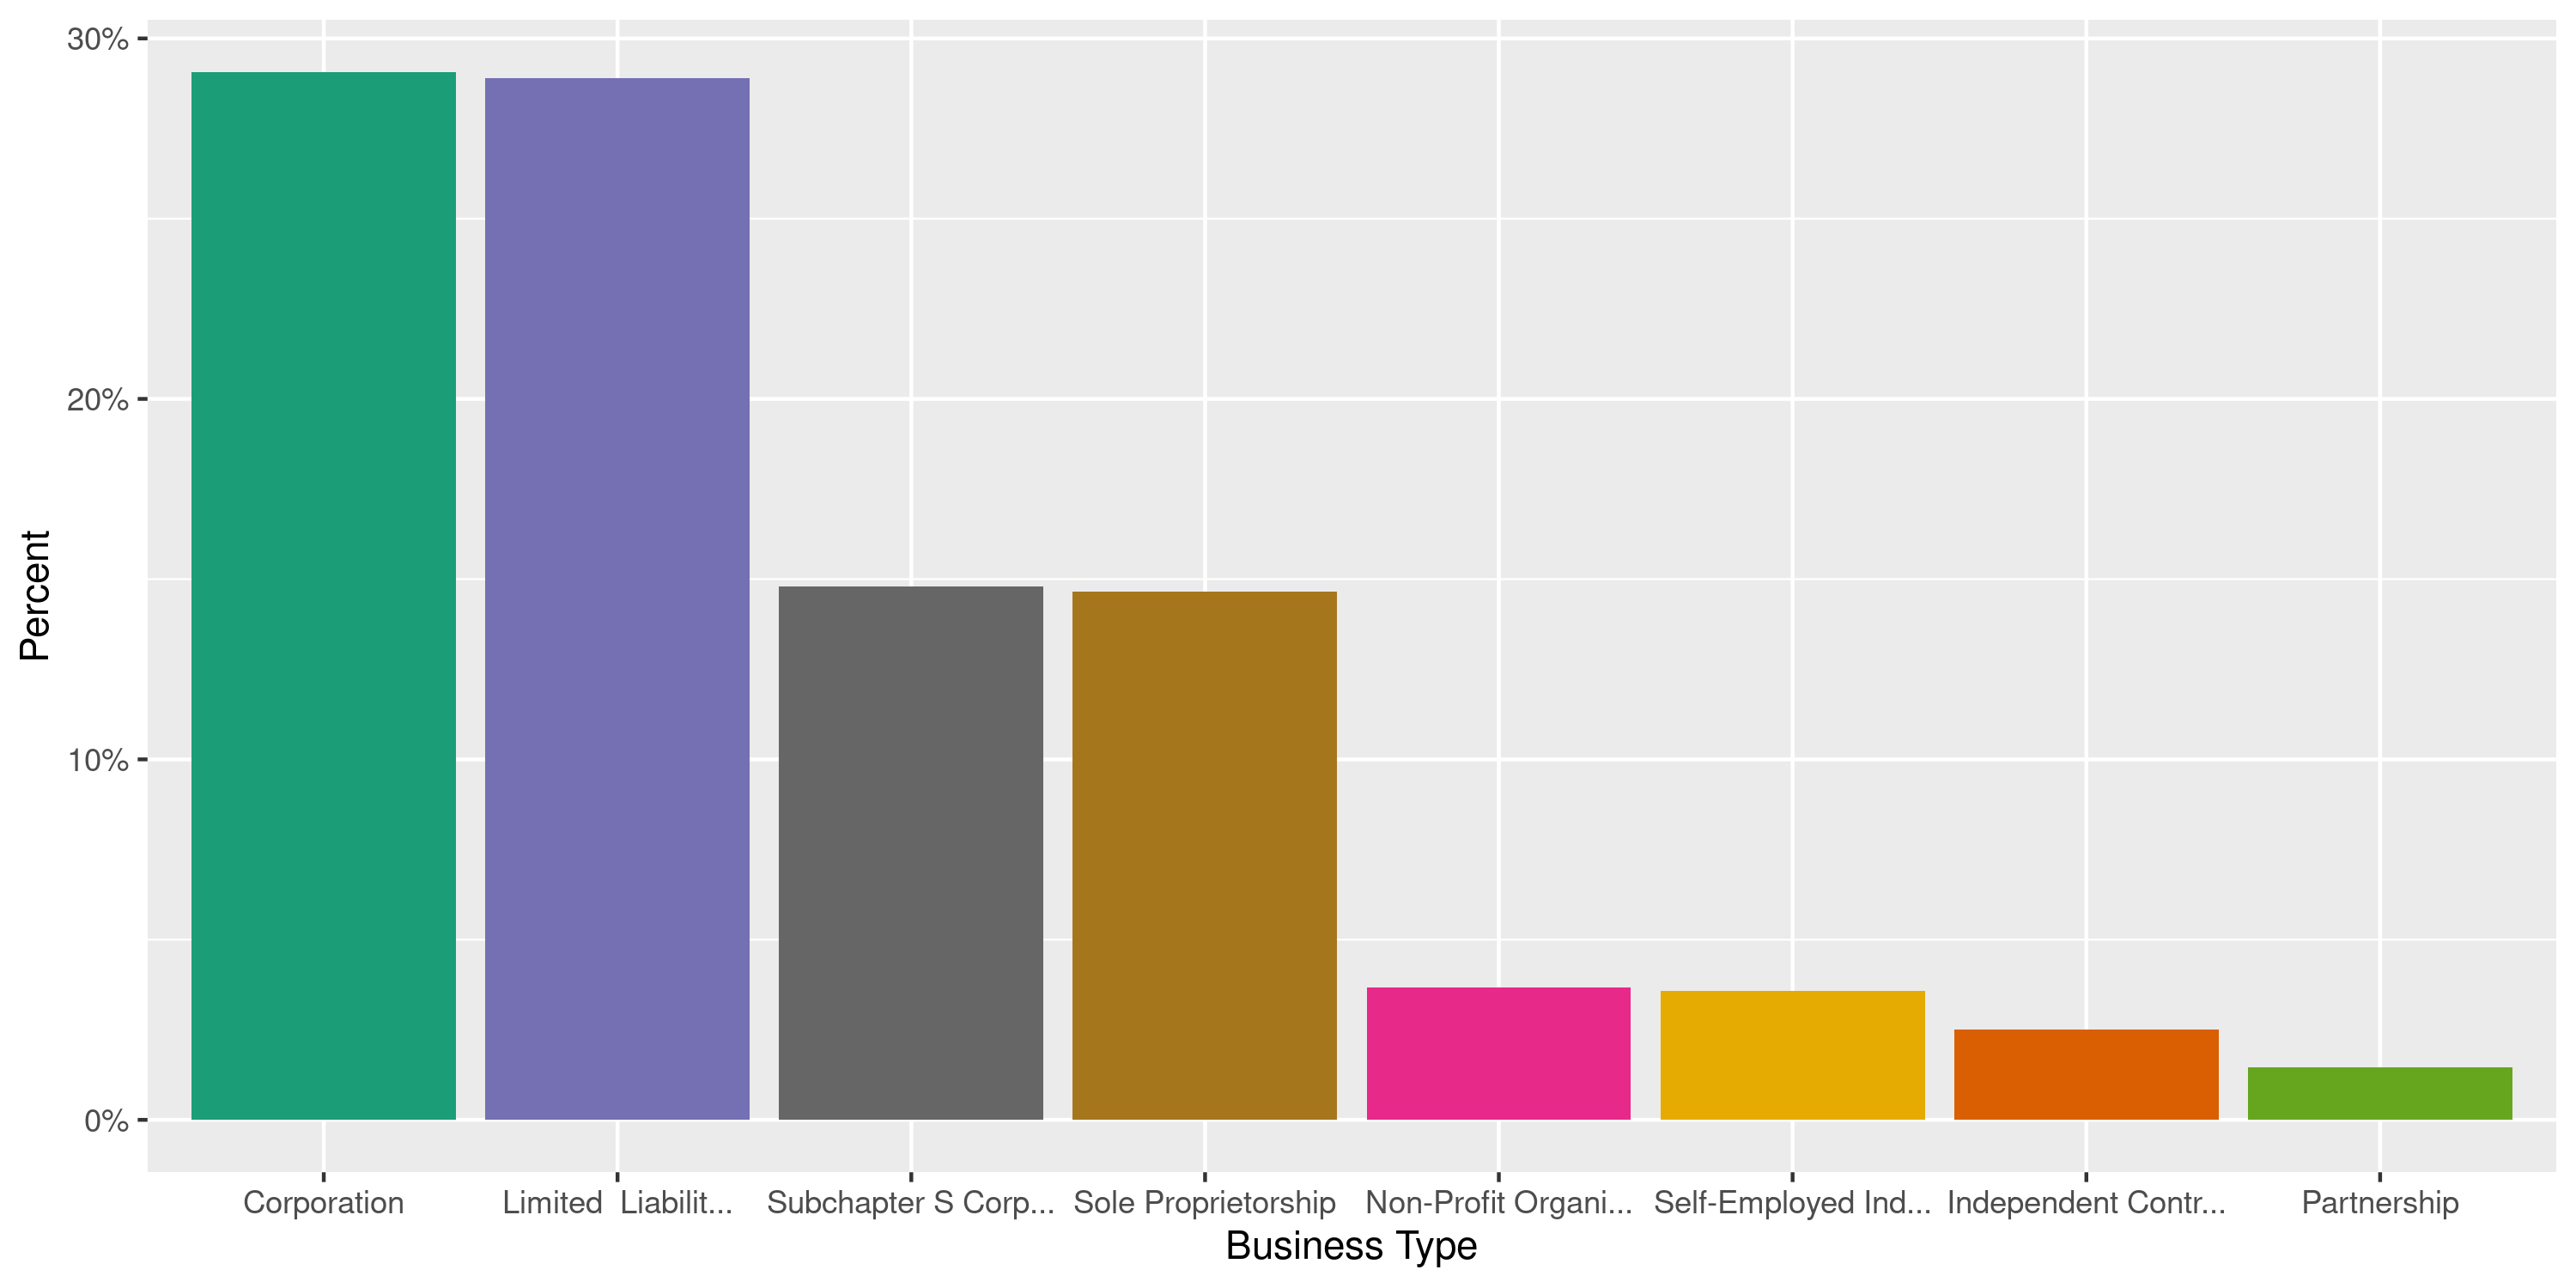 30%
20%
10%
0%
Percent
Corporation
Limited  Liabilit...
Subchapter S Corp...
Sole Proprietorship
Non-Profit Organi...
Self-Employed Ind...
Independent Contr...
Partnership
Business Type